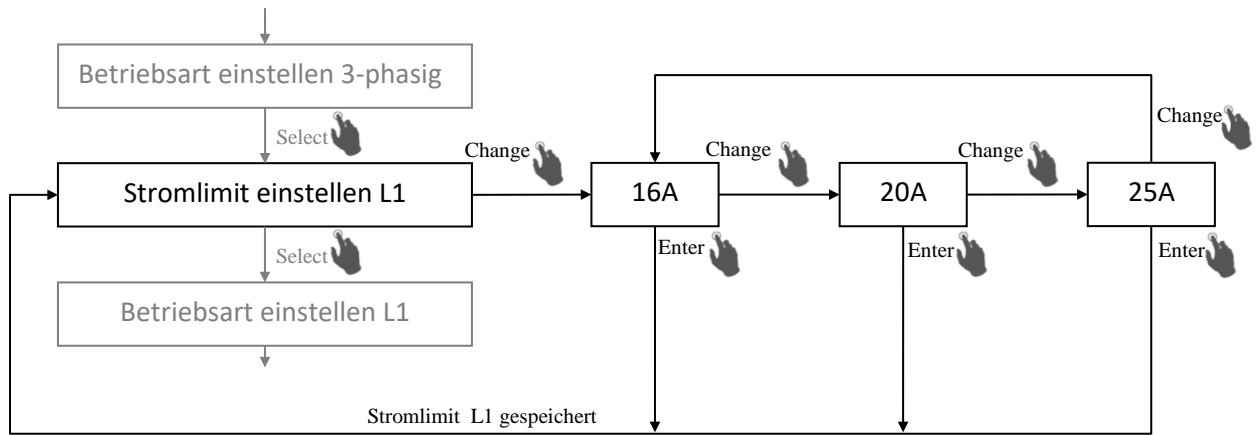 Betriebsart einstellen 3-phasig
Select
Change
Change
Change
Change
Stromlimit einstellen L1
16A
20A
25A
Select
Enter
Enter
Enter
Betriebsart einstellen L1
Stromlimit L1 gespeichert